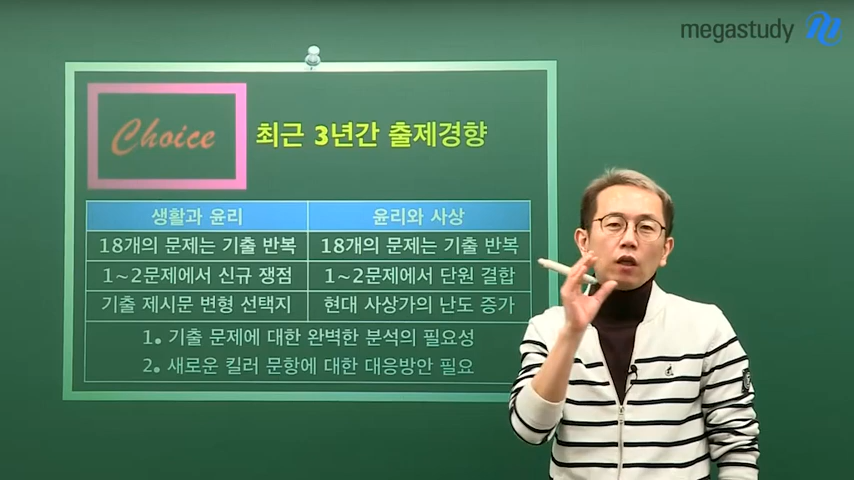 megastudy
Choice
최근 3년간 출제경향
생활과 윤리 윤리와 사상
18개의 문제는 기출 반복 18개의 문제는 기출 반복
1~2문제에서 신규 쟁점 1~2문제에서 단원 결합
기출 제시문 변형 선택지 현대 사상가의 난도 증가
1. 기출 문제에 대한 완벽한 분석의 필요성
2. 새로운 킬러 문항에 대한 대응방안 필요